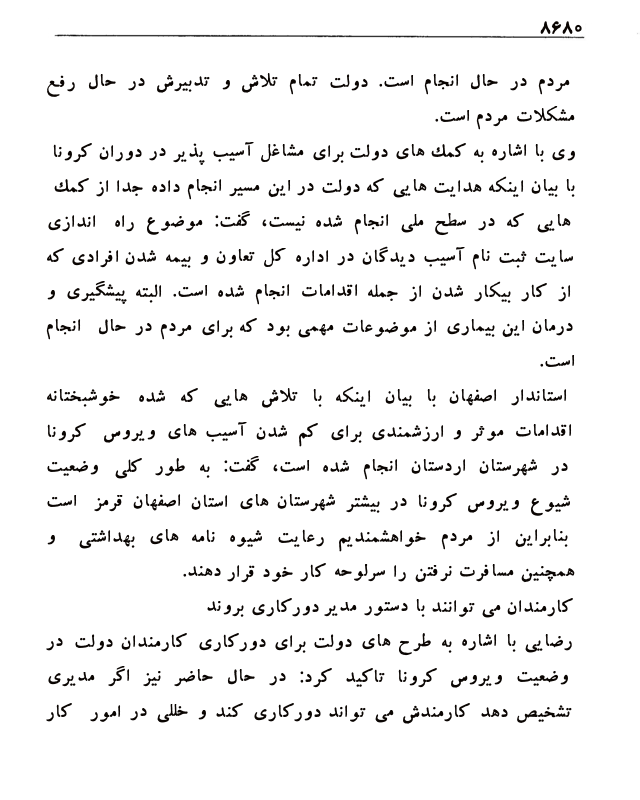 ۸۶۸۰
مردم در حال انجام است. دولت تمام تلاش و تدبیرش در حال رفع
مشکلات مردم است.
وی با اشاره به کمك های دولت برای مشاغل آسیب پذیر در دوران کرونا
با بیان اینکه هدایت هایی که دولت در این مسیر انجام داده جدا از کمك
هایی که در سطح ملی انجام شده نیست، گفت: موضوع راه اندازی
سایت ثبت نام آسیب دیدگان در اداره کل تعاون و بیمه شدن افرادی که
از کار بیکار شدن از جمله اقدامات انجام شده است. البته پیشگیری و
درمان این بیماری از موضوعات مهمی بود که برای مردم در حال انجام
است.
استاندار اصفهان با بیان اینکه با تلاش هایی که شده خوشبختانه
اقدامات موثر و ارزشمندی برای کم شدن آسیب های ویروس کرونا
در شهرستان اردستان انجام شده است، گفت: به طور کلی وضعیت
شیوع ویروس کرونا در بیشتر شهرستان های استان اصفهان قرمز است
بنابراین از مردم خواهشمندیم رعایت شیوه نامه های بهداشتی و
همچنین مسافرت نرفتن را سرلوحه کار خود قرار دهند.
کارمندان می توانند با دستور مدیر دورکاری بروند
رضایی با اشاره به طرح های دولت برای دورکاری کارمندان دولت در
وضعیت ویروس کرونا تاکید کرد: در حال حاضر نیز اگر مدیری
تشخیص دهد کارمندش می تواند دورکاری کند و خللی در امور کار